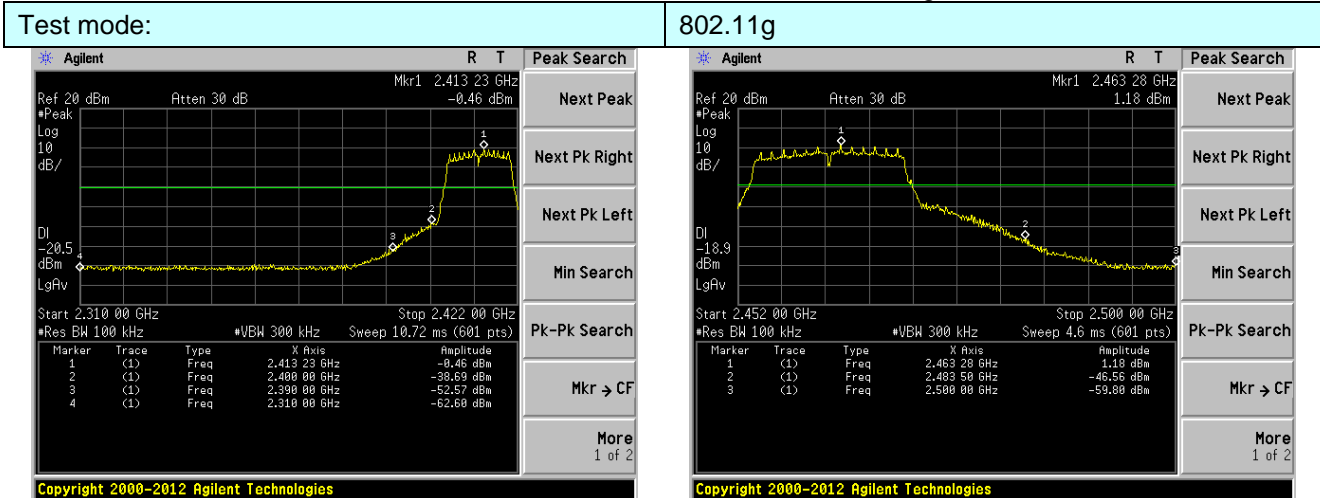 Test mode: 802.11g
Agilent R T Peak Search
Mkr1 2.413 23 GHz
Ref 20 dBm Atten 30 dB -0.46 dBm
#Peak
Log
10
dB/
1
2
3
4
DI
-20.5
dBm
LgAv
Start 2.310 00 GHz Stop 2.422 00 GHz
#Res BW 100 kHz #VBW 300 kHz Sweep 10.72 ms (601 pts)
Marker Trace Type X Axis Amplitude
1 (1) Freq 2.413 23 GHz -0.46 dBm
2 (1) Freq 2.400 00 GHz -38.69 dBm
3 (1) Freq 2.390 00 GHz -52.57 dBm
4 (1) Freq 2.310 00 GHz -62.60 dBm
Next Peak
Next Pk Right
Next Pk Left
Min Search
Pk-Pk Search
Mkr → CF
More
1 of 2
Copyright 2000-2012 Agilent Technologies
Agilent R T Peak Search
Mkr1 2.463 28 GHz
Ref 20 dBm Atten 30 dB 1.18 dBm
#Peak
Log
10
dB/
1
2
3
DI
-18.9
dBm
LgAv
Start 2.452 00 GHz Stop 2.500 00 GHz
#Res BW 100 kHz #VBW 300 kHz Sweep 4.6 ms (601 pts)
Marker Trace Type X Axis Amplitude
1 (1) Freq 2.463 28 GHz 1.18 dBm
2 (1) Freq 2.483 50 GHz -46.56 dBm
3 (1) Freq 2.500 00 GHz -59.80 dBm
Next Peak
Next Pk Right
Next Pk Left
Min Search
Pk-Pk Search
Mkr → CF
More
1 of 2
Copyright 2000-2012 Agilent Technologies